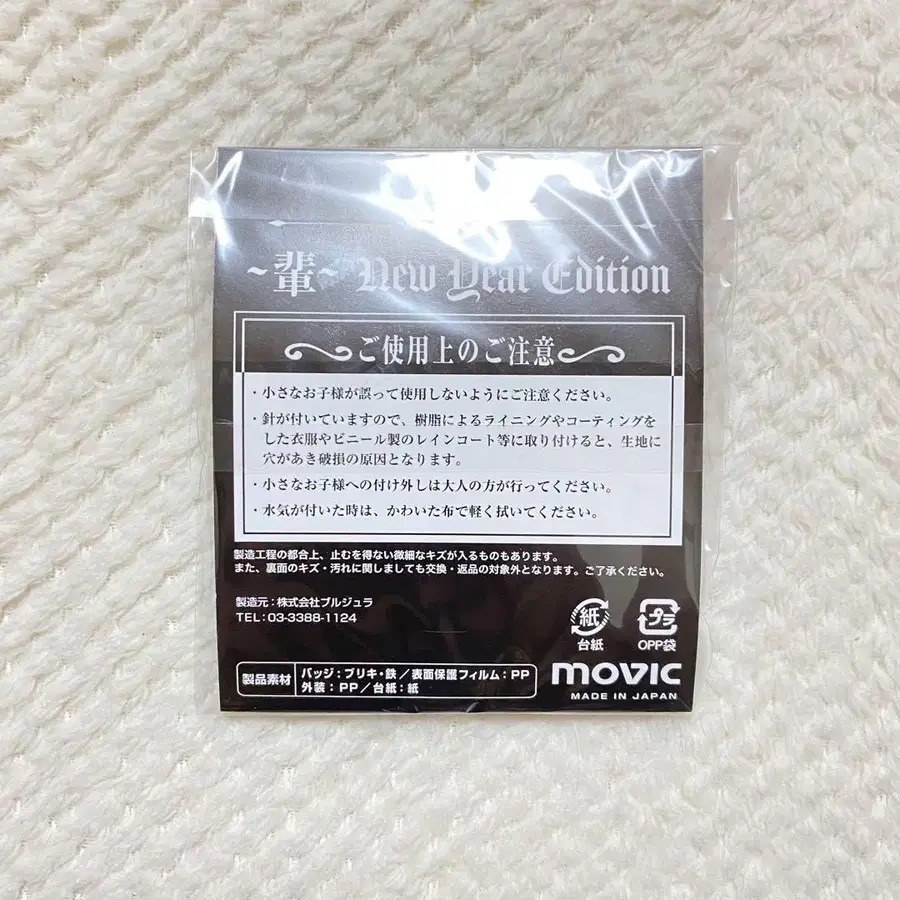 ~輩~ New Year Edition
ご使用上のご注意
・小さなお子様が誤って使用しないようにご注意ください。
・針が付いていますので、樹脂によるライニングやコーティングを
した衣服やビニール製のレインコート等に取り付けると、生地に
穴があき破損の原因となります。
・小さなお子様への付け外しは大人の方が行ってください。
・水気が付いた時は、かわいた布で軽く拭いてください。
製造工程の都合上、止むを得ない微細なキズが入るものもあります。
また、裏面のキズ・汚れに関しましても交換・返品の対象外となります。ご了承ください。
製造元：株式会社プルジュラ
TEL：03-3388-1124
紙
台紙
プラ
OPP袋
製品素材
バッジ：ブリキ・鉄／表面保護フィルム：PP
外装：PP／台紙：紙
movic
MADE IN JAPAN